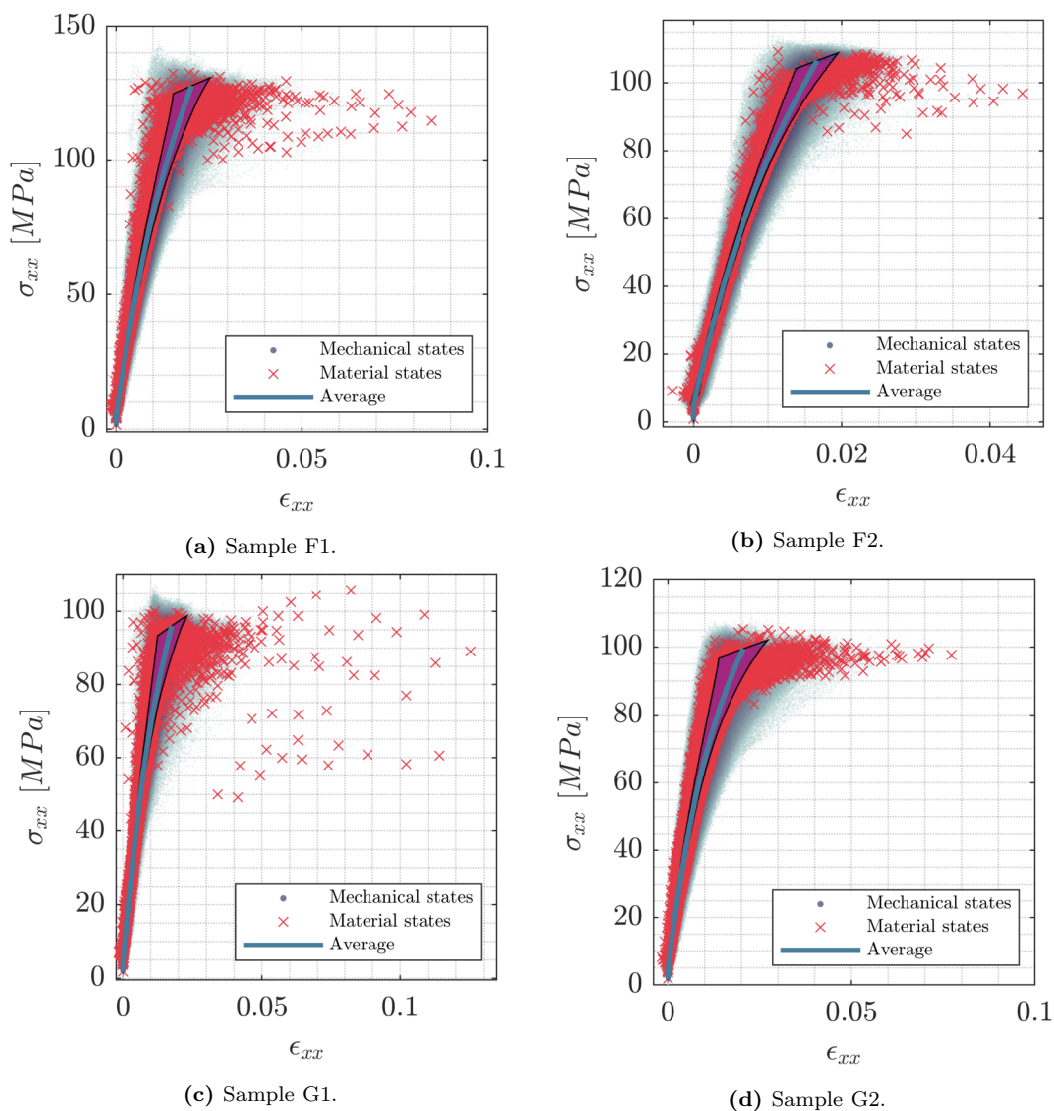 150
100
50
0
σxx [MPa]
0
0.05
0.1
ϵxx
Mechanical states
Material states
Average
(a) Sample F1.
100
80
60
40
20
0
σxx [MPa]
0
0.02
0.04
ϵxx
Mechanical states
Material states
Average
(b) Sample F2.
100
80
60
40
20
0
σxx [MPa]
0
0.05
0.1
ϵxx
Mechanical states
Material states
Average
(c) Sample G1.
120
100
80
60
40
20
0
σxx [MPa]
0
0.05
0.1
ϵxx
Mechanical states
Material states
Average
(d) Sample G2.